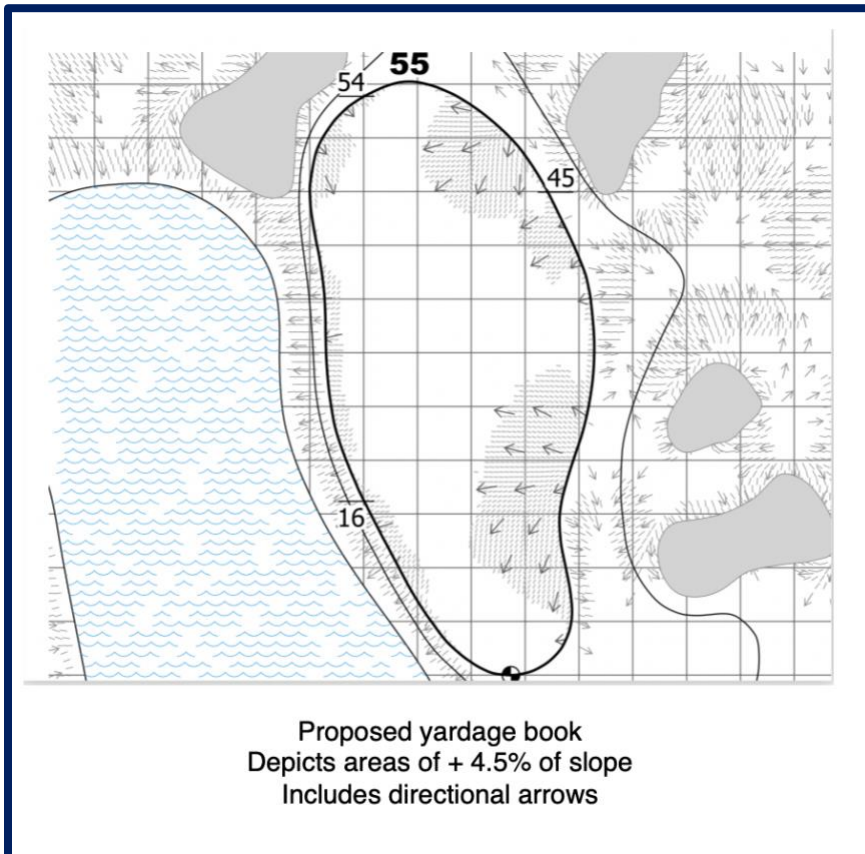 55
54
45
16
Proposed yardage book
Depicts areas of + 4.5% of slope
Includes directional arrows